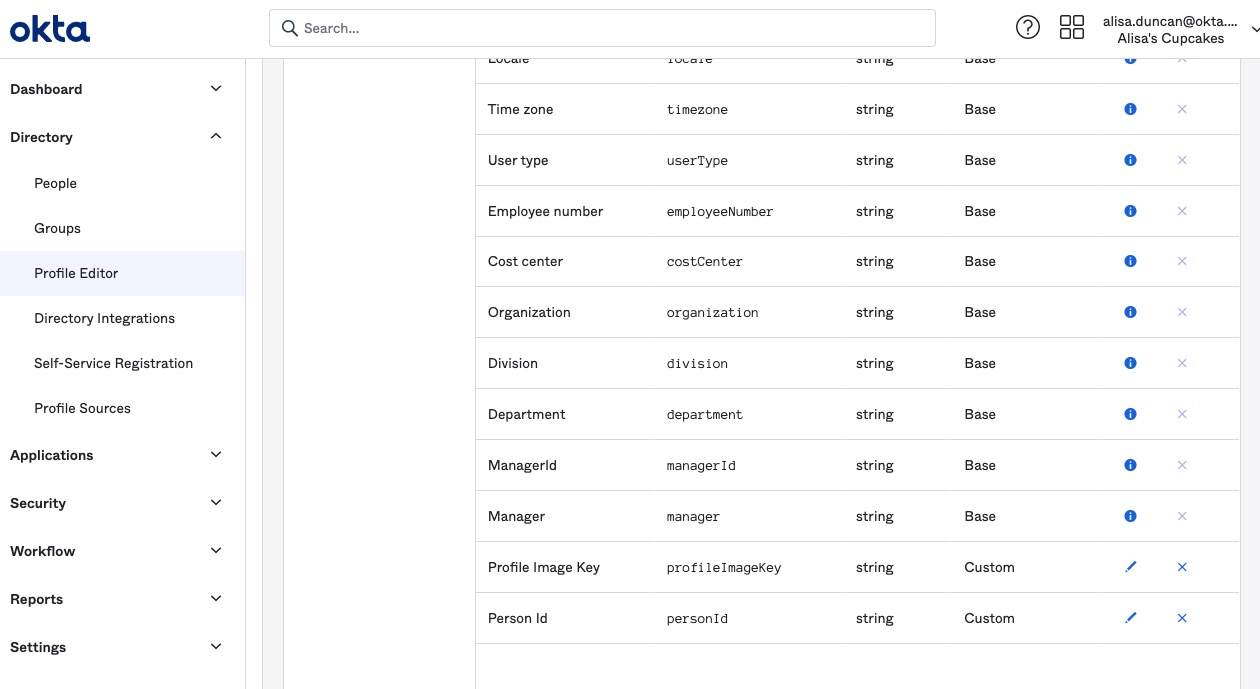 okta
Search...
alisa.duncan@okta....
Alisa's Cupcakes
Dashboard
Directory
People
Groups
Profile Editor
Directory Integrations
Self-Service Registration
Profile Sources
Applications
Security
Workflow
Reports
Settings
Locale locale string Base
Time zone timezone string Base
User type userType string Base
Employee number employeeNumber string Base
Cost center costCenter string Base
Organization organization string Base
Division division string Base
Department department string Base
ManagerId managerId string Base
Manager manager string Base
Profile Image Key profileImageKey string Custom
Person Id personId string Custom